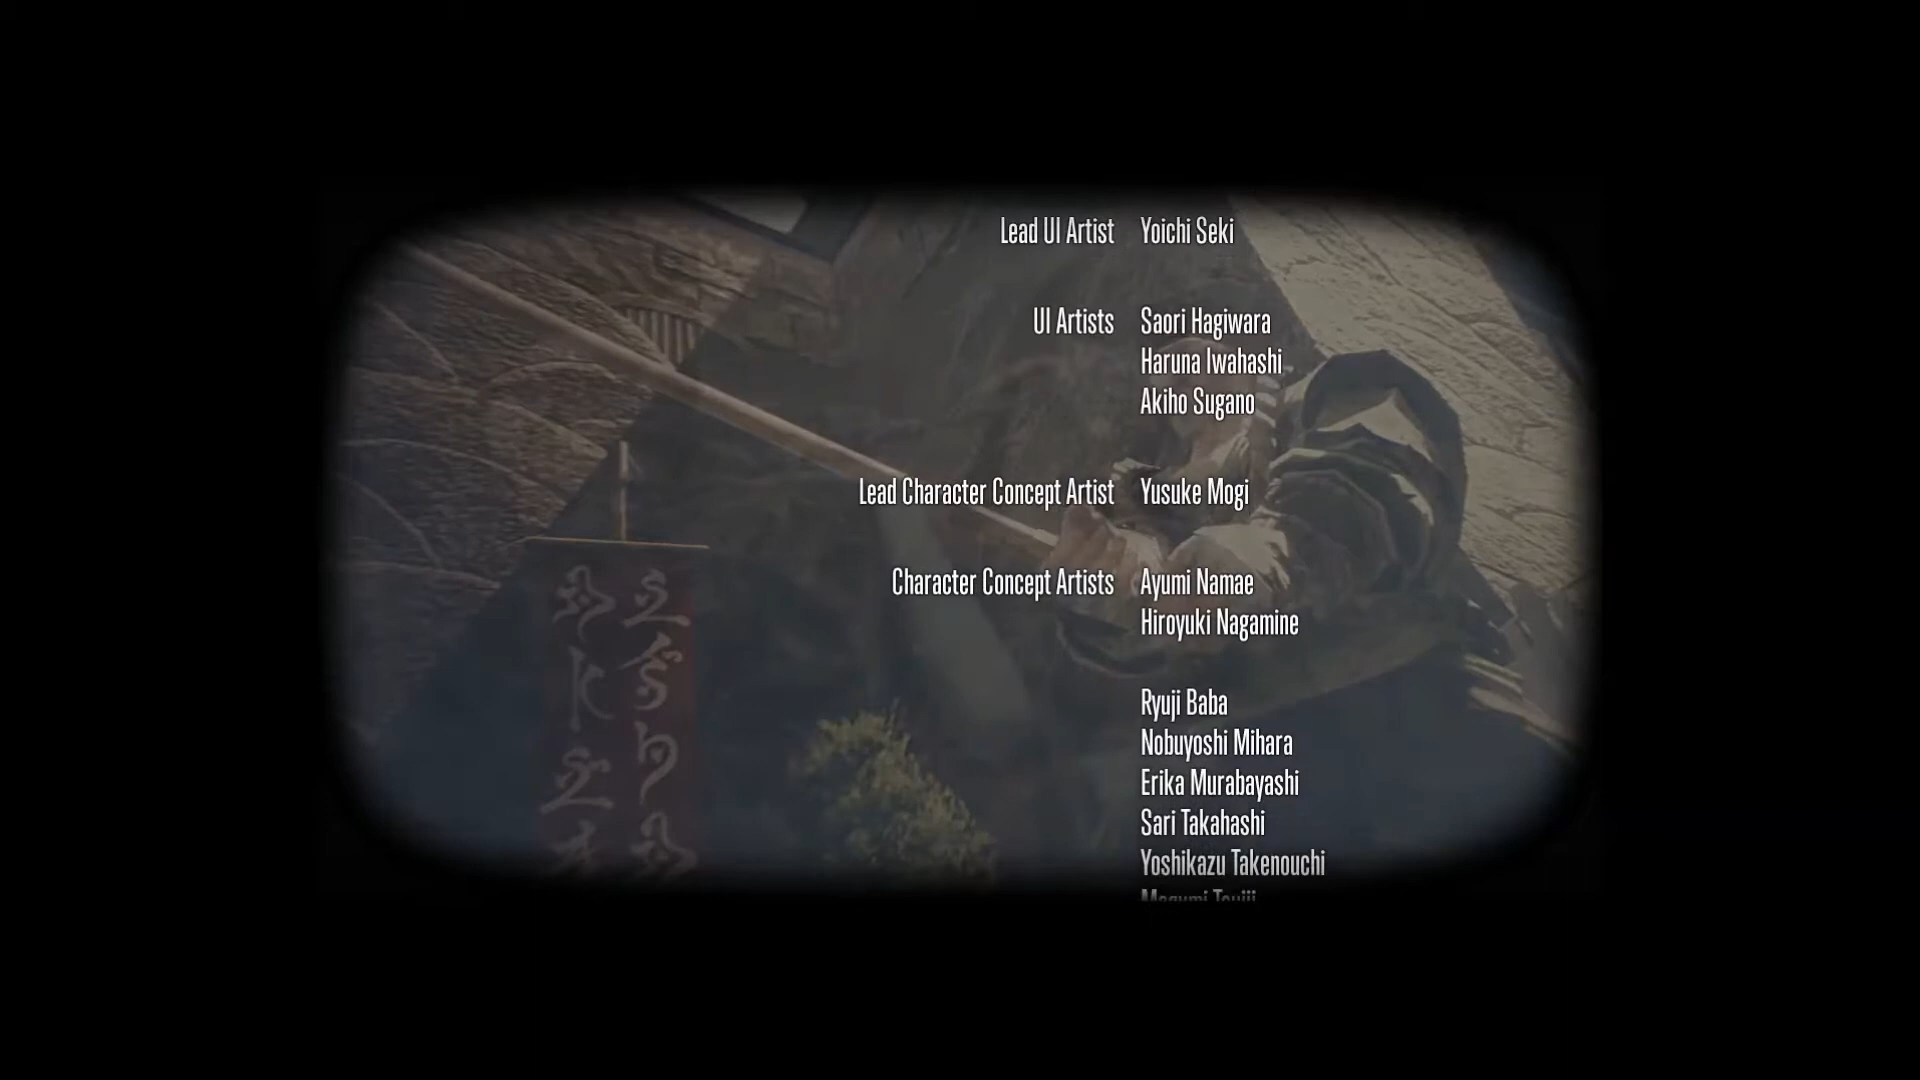 Lead UI Artist Yoichi Seki
UI Artists Saori Hagiwara
Haruna Iwahashi
Akiho Sugano
Lead Character Concept Artist Yusuke Mogi
Character Concept Artists Ayumi Namae
Hiroyuki Nagamine
Ryuji Baba
Nobuyoshi Mihara
Erika Murabayashi
Sari Takahashi
Yoshikazu Takenouchi